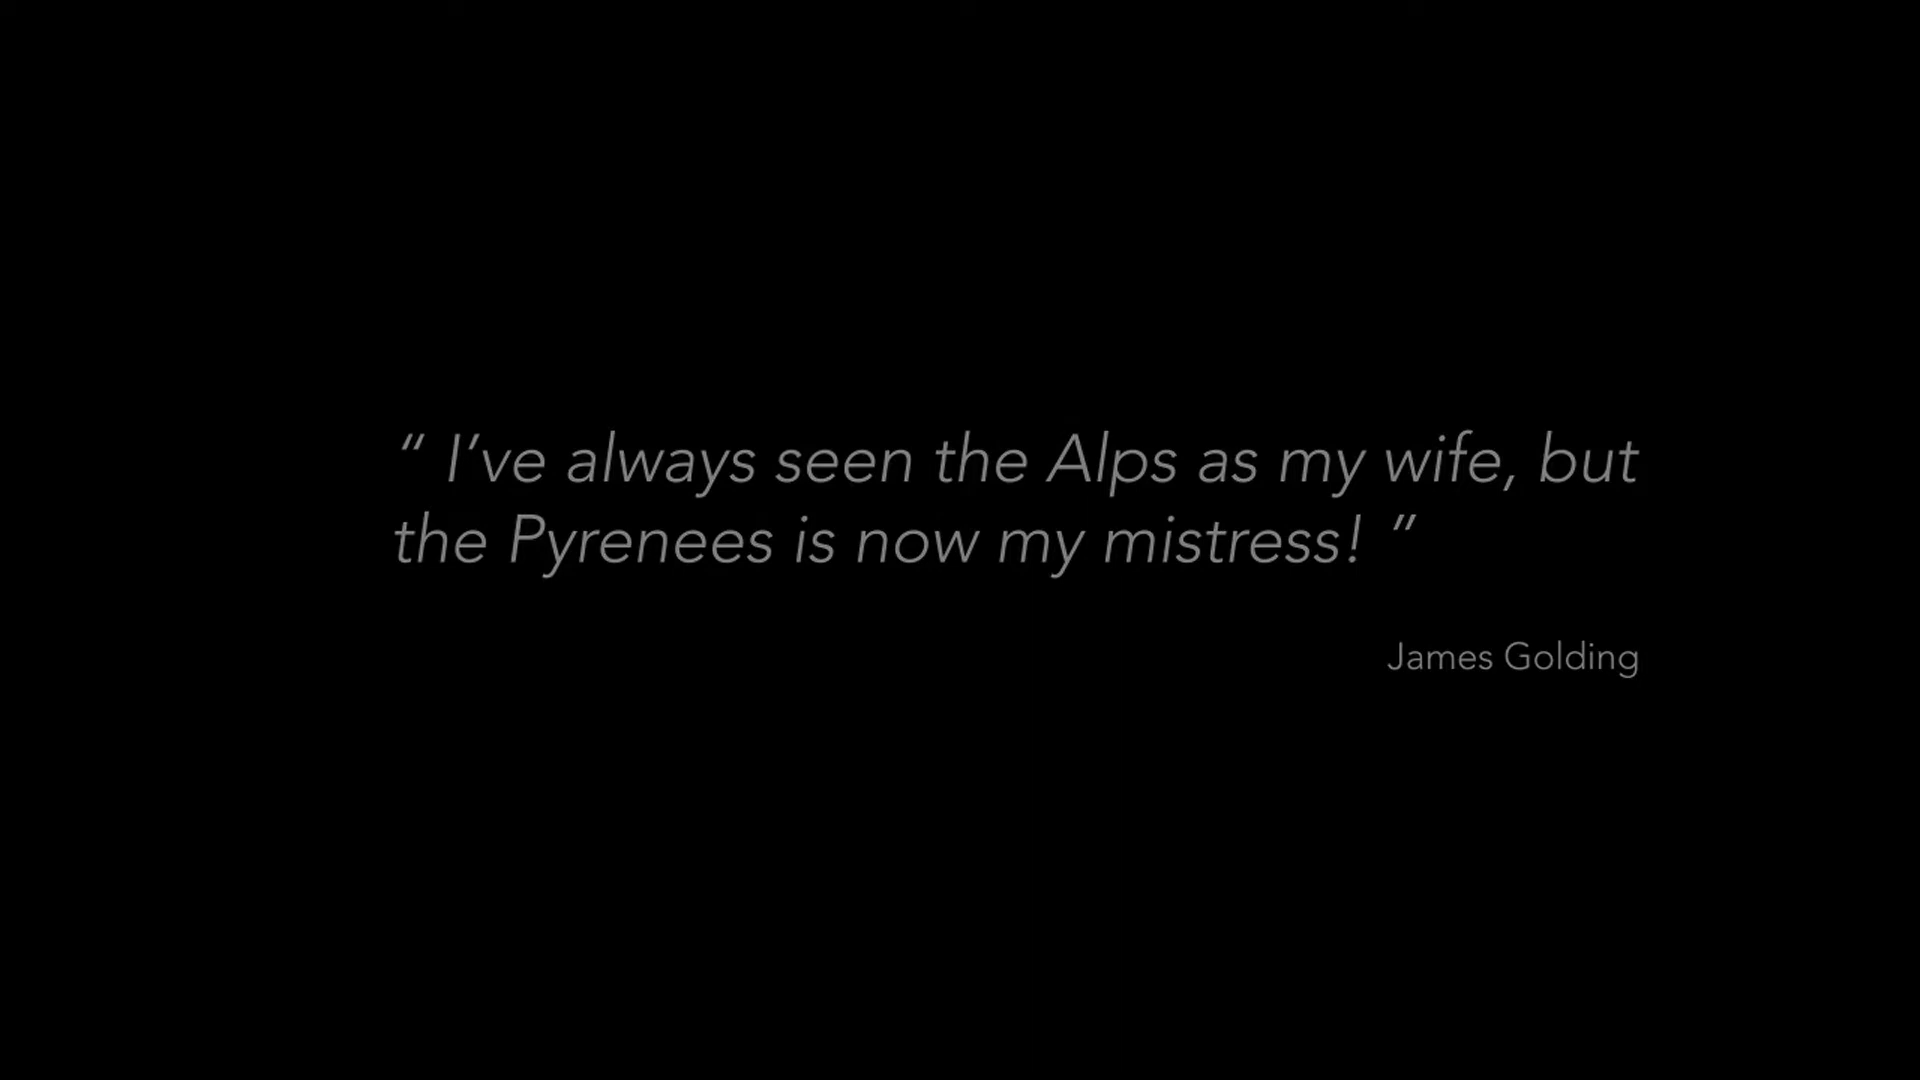 “ I’ve always seen the Alps as my wife, but
the Pyrenees is now my mistress! ”
James Golding